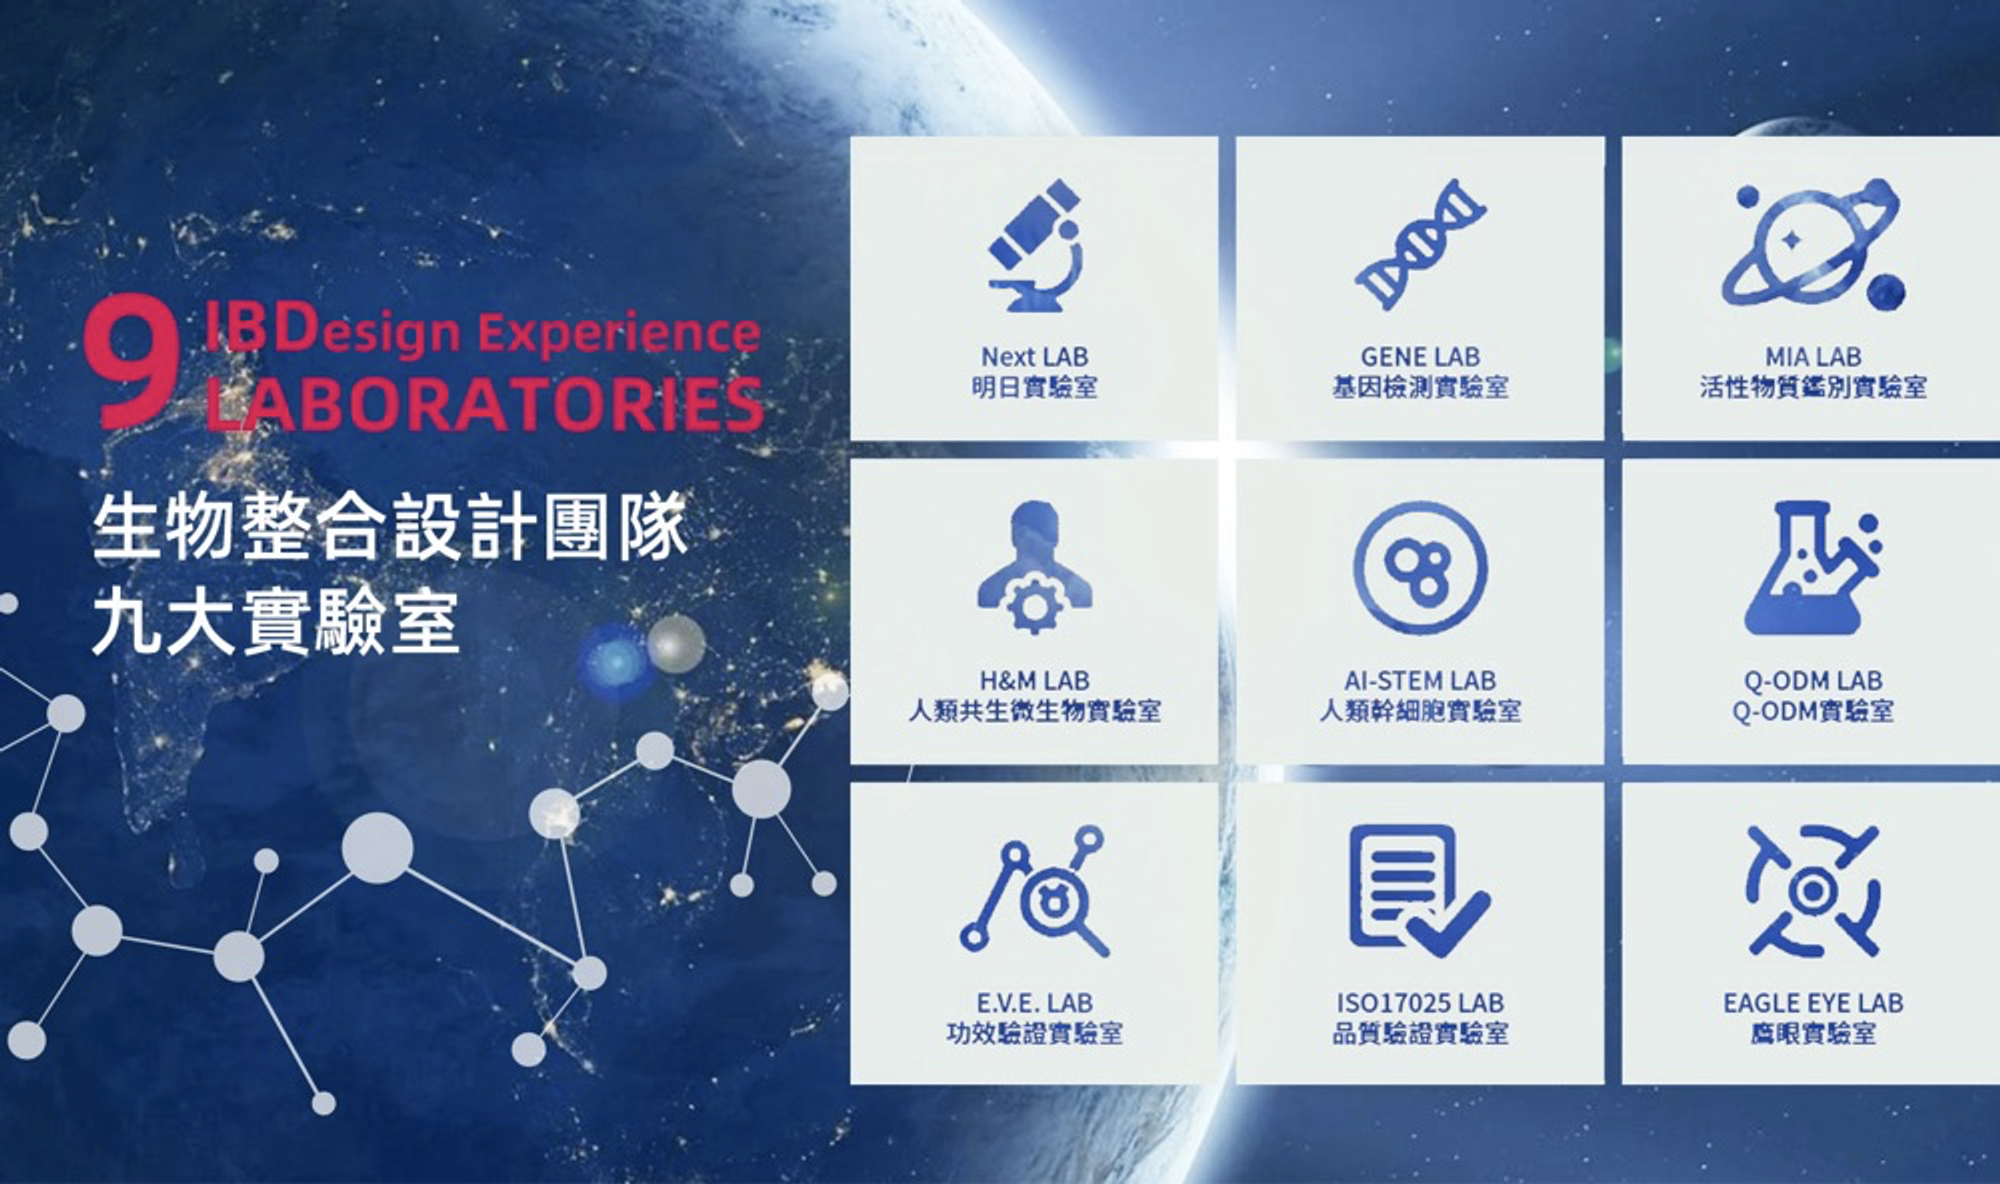 9 IBDesign Experience
LABORATORIES
生物整合設計團隊
九大實驗室
Next LAB
明日實驗室
GENE LAB
基因檢測實驗室
MIA LAB
活性物質鑑別實驗室
H&M LAB
人類共生微生物實驗室
AI-STEM LAB
人類幹細胞實驗室
Q-ODM LAB
Q-ODM實驗室
E.V.E. LAB
功效驗證實驗室
ISO17025 LAB
品質驗證實驗室
EAGLE EYE LAB
鷹眼實驗室